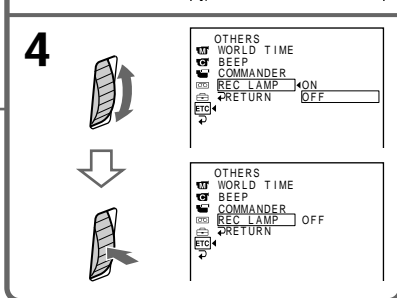 4
OTHERS
WORLD TIME
BEEP
COMMANDER
REC LAMP ON
RETURN OFF
ETC
OTHERS
WORLD TIME
BEEP
COMMANDER
REC LAMP OFF
RETURN
ETC